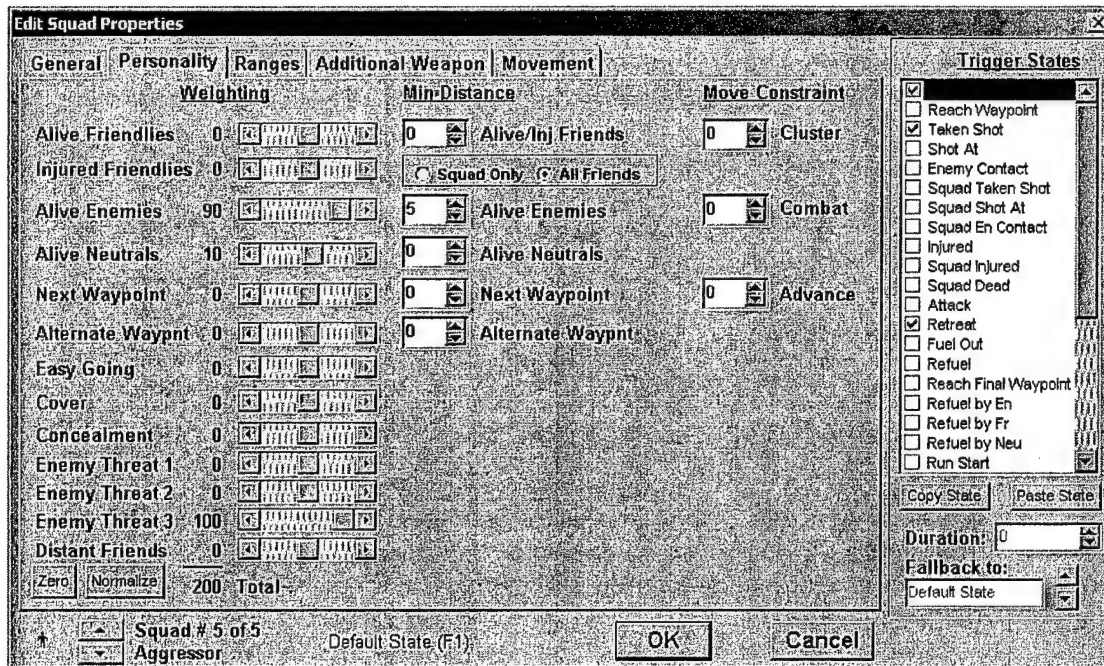 Edit Squad Properties
General Personality Ranges Additional Weapon Movement
Weighting Min-Distance Move Constraint
Alive Friendlies 0 0 Alive/Inj Friends 0 Cluster
Injured Friendlies 0 Squad Only All Friends
Alive Enemies 90 5 Alive Enemies 0 Combat
Alive Neutrals 10 0 Alive Neutrals
Next Waypoint 0 0 Next Waypoint 0 Advance
Alternate Waypnt 0 0 Alternate Waypnt
Easy Going 0
Cover 0
Concealment 0
Enemy Threat 1 0
Enemy Threat 2 0
Enemy Threat 3 100
Distant Friends 0
Zero Normalize 200 Total
Squad # 5 of 5
Aggressor
Default State (F1)
OK Cancel
Trigger States
Reach Waypoint
Taken Shot
Shot At
Enemy Contact
Squad Taken Shot
Squad Shot At
Squad En Contact
Injured
Squad Injured
Squad Dead
Attack
Retreat
Fuel Out
Refuel
Reach Final Waypoint
Refuel by En
Refuel by Fr
Refuel by Neu
Run Start
Copy State Paste State
Duration: 0
Fallback to:
Default State